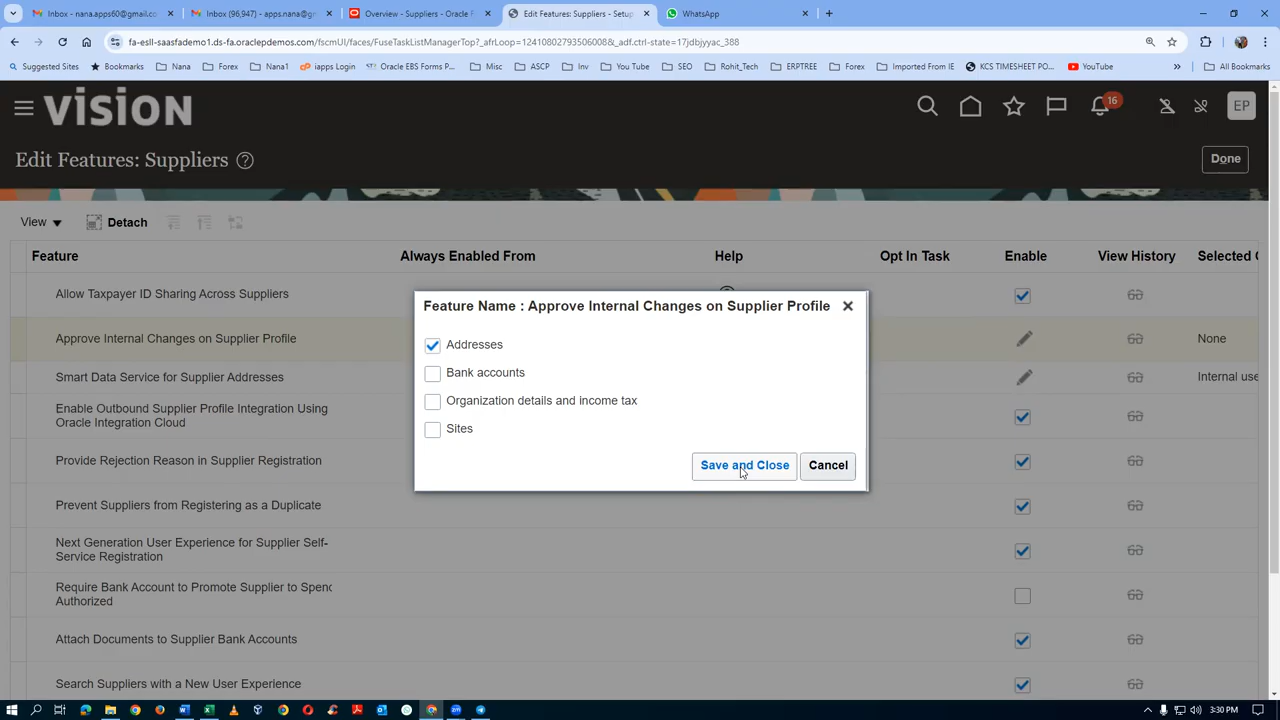 Inbox - nana.apps60@gmail.co
Inbox (96,947) - apps.nana@gm
Overview - Suppliers - Oracle F
Edit Features: Suppliers - Setup
WhatsApp
fa-esll-saasfademo1.ds-fa.oraclepdemos.com/fscmUI/faces/FuseTaskListManagerTop?_afrLoop=1241080279350600​8&_adf.ctrl-state=17jdbjyyac_388
Suggested Sites
Bookmarks
Nana
Forex
Nana1
iapps Login
Oracle EBS Forms P...
Misc
ASCP
Inv
You Tube
SEO
Rohit_Tech
ERPTREE
Forex
Imported From IE
KCS TIMESHEET PO...
YouTube
»
All Bookmarks
VISION
16
EP
Edit Features: Suppliers ?
Done
View
Detach
Feature
Always Enabled From
Help
Opt In Task
Enable
View History
Selected
Allow Taxpayer ID Sharing Across Suppliers
Approve Internal Changes on Supplier Profile
None
Smart Data Service for Supplier Addresses
Internal use
Enable Outbound Supplier Profile Integration Using
Oracle Integration Cloud
Provide Rejection Reason in Supplier Registration
Prevent Suppliers from Registering as a Duplicate
Next Generation User Experience for Supplier Self-
Service Registration
Require Bank Account to Promote Supplier to Spend
Authorized
Attach Documents to Supplier Bank Accounts
Search Suppliers with a New User Experience
Feature Name : Approve Internal Changes on Supplier Profile
Addresses
Bank accounts
Organization details and income tax
Sites
Save and Close
Cancel
3:30 PM